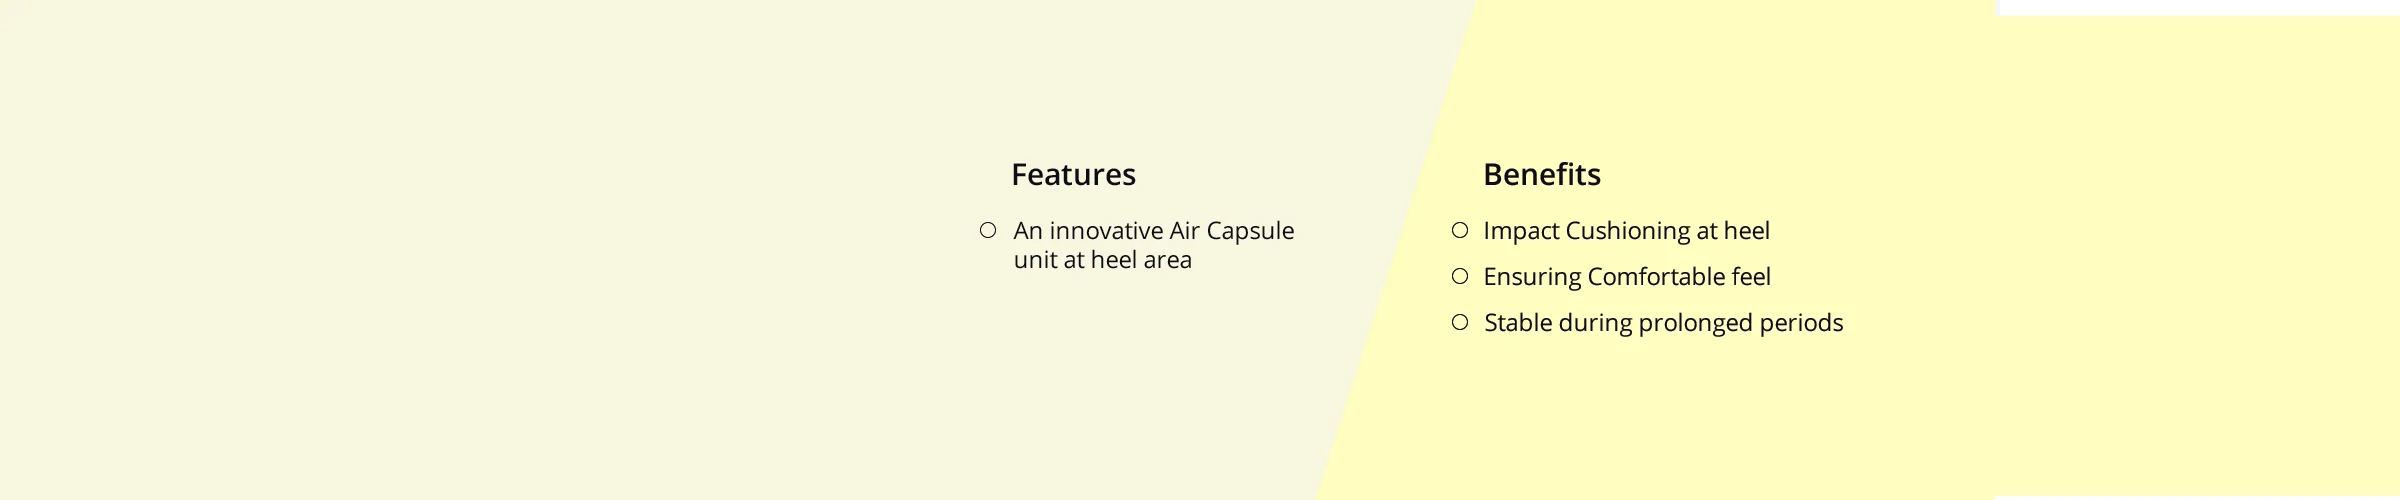 Features
An innovative Air Capsule
unit at heel area
Benefits
Impact Cushioning at heel
Ensuring Comfortable feel
Stable during prolonged periods